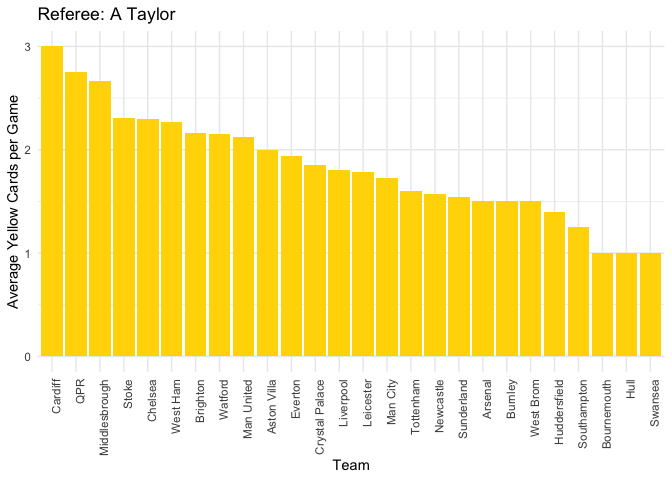 Referee: A Taylor
Average Yellow Cards per Game
3
2
1
0
Cardiff
QPR
Middlesbrough
Stoke
Chelsea
West Ham
Brighton
Watford
Man United
Aston Villa
Everton
Crystal Palace
Liverpool
Leicester
Man City
Tottenham
Newcastle
Sunderland
Arsenal
Burnley
West Brom
Huddersfield
Southampton
Bournemouth
Hull
Swansea
Team